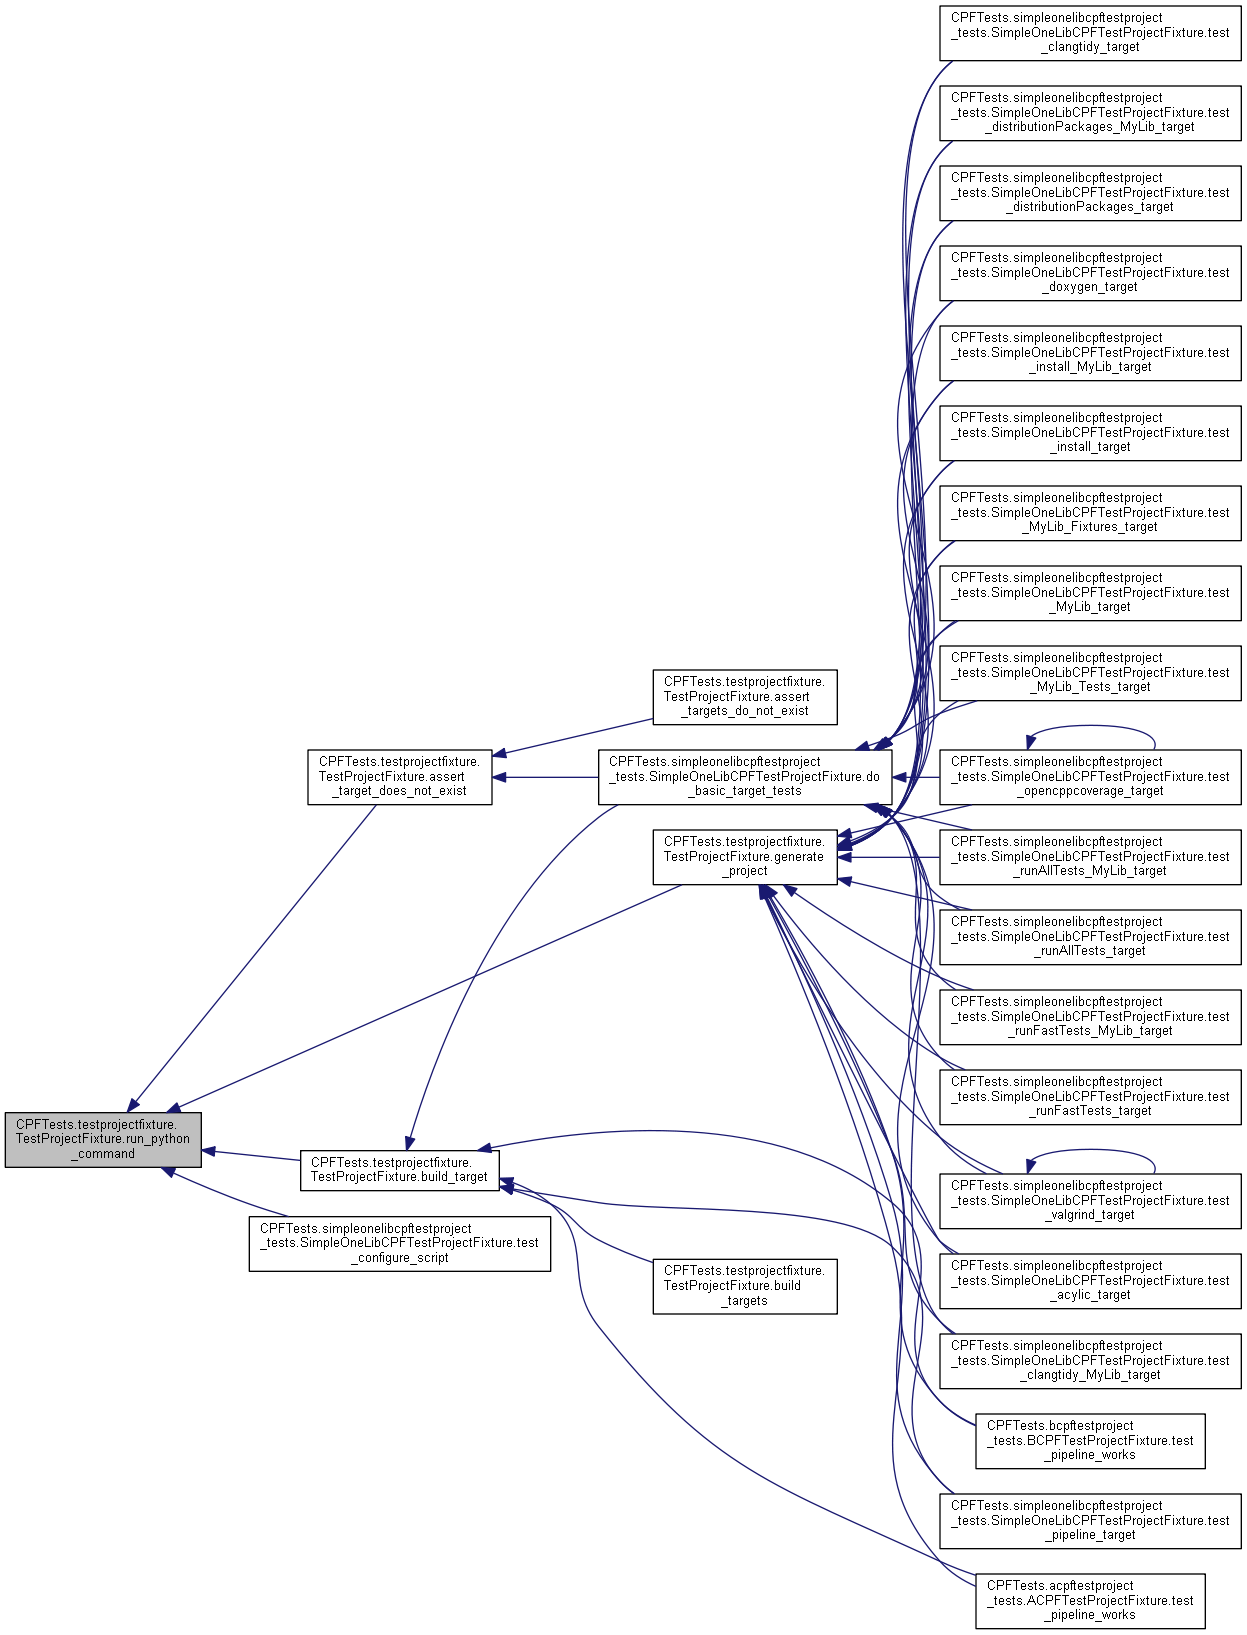 CPFTests.simpleonelibcpftestproject
_tests.SimpleOneLibCPFTestProjectFixture.test
_clangtidy_target
CPFTests.simpleonelibcpftestproject
_tests.SimpleOneLibCPFTestProjectFixture.test
_distributionPackages_MyLib_target
CPFTests.simpleonelibcpftestproject
_tests.SimpleOneLibCPFTestProjectFixture.test
_distributionPackages_target
CPFTests.simpleonelibcpftestproject
_tests.SimpleOneLibCPFTestProjectFixture.test
_doxygen_target
CPFTests.simpleonelibcpftestproject
_tests.SimpleOneLibCPFTestProjectFixture.test
_install_MyLib_target
CPFTests.simpleonelibcpftestproject
_tests.SimpleOneLibCPFTestProjectFixture.test
_install_target
CPFTests.simpleonelibcpftestproject
_tests.SimpleOneLibCPFTestProjectFixture.test
_MyLib_Fixtures_target
CPFTests.simpleonelibcpftestproject
_tests.SimpleOneLibCPFTestProjectFixture.test
_MyLib_target
CPFTests.simpleonelibcpftestproject
_tests.SimpleOneLibCPFTestProjectFixture.test
_MyLib_Tests_target
CPFTests.testprojectfixture.
TestProjectFixture.assert
_targets_do_not_exist
CPFTests.testprojectfixture.
TestProjectFixture.assert
_target_does_not_exist
CPFTests.simpleonelibcpftestproject
_tests.SimpleOneLibCPFTestProjectFixture.do
_basic_target_tests
CPFTests.simpleonelibcpftestproject
_tests.SimpleOneLibCPFTestProjectFixture.test
_opencppcoverage_target
CPFTests.testprojectfixture.
TestProjectFixture.generate
_project
CPFTests.simpleonelibcpftestproject
_tests.SimpleOneLibCPFTestProjectFixture.test
_runAllTests_MyLib_target
CPFTests.simpleonelibcpftestproject
_tests.SimpleOneLibCPFTestProjectFixture.test
_runAllTests_target
CPFTests.simpleonelibcpftestproject
_tests.SimpleOneLibCPFTestProjectFixture.test
_runFastTests_MyLib_target
CPFTests.simpleonelibcpftestproject
_tests.SimpleOneLibCPFTestProjectFixture.test
_runFastTests_target
CPFTests.testprojectfixture.
TestProjectFixture.run_python
_command
CPFTests.testprojectfixture.
TestProjectFixture.build_target
CPFTests.simpleonelibcpftestproject
_tests.SimpleOneLibCPFTestProjectFixture.test
_valgrind_target
CPFTests.simpleonelibcpftestproject
_tests.SimpleOneLibCPFTestProjectFixture.test
_configure_script
CPFTests.testprojectfixture.
TestProjectFixture.build
_targets
CPFTests.simpleonelibcpftestproject
_tests.SimpleOneLibCPFTestProjectFixture.test
_acylic_target
CPFTests.simpleonelibcpftestproject
_tests.SimpleOneLibCPFTestProjectFixture.test
_clangtidy_MyLib_target
CPFTests.bcpftestproject
_tests.BCPFTestProjectFixture.test
_pipeline_works
CPFTests.simpleonelibcpftestproject
_tests.SimpleOneLibCPFTestProjectFixture.test
_pipeline_target
CPFTests.acpftestproject
_tests.ACPFTestProjectFixture.test
_pipeline_works